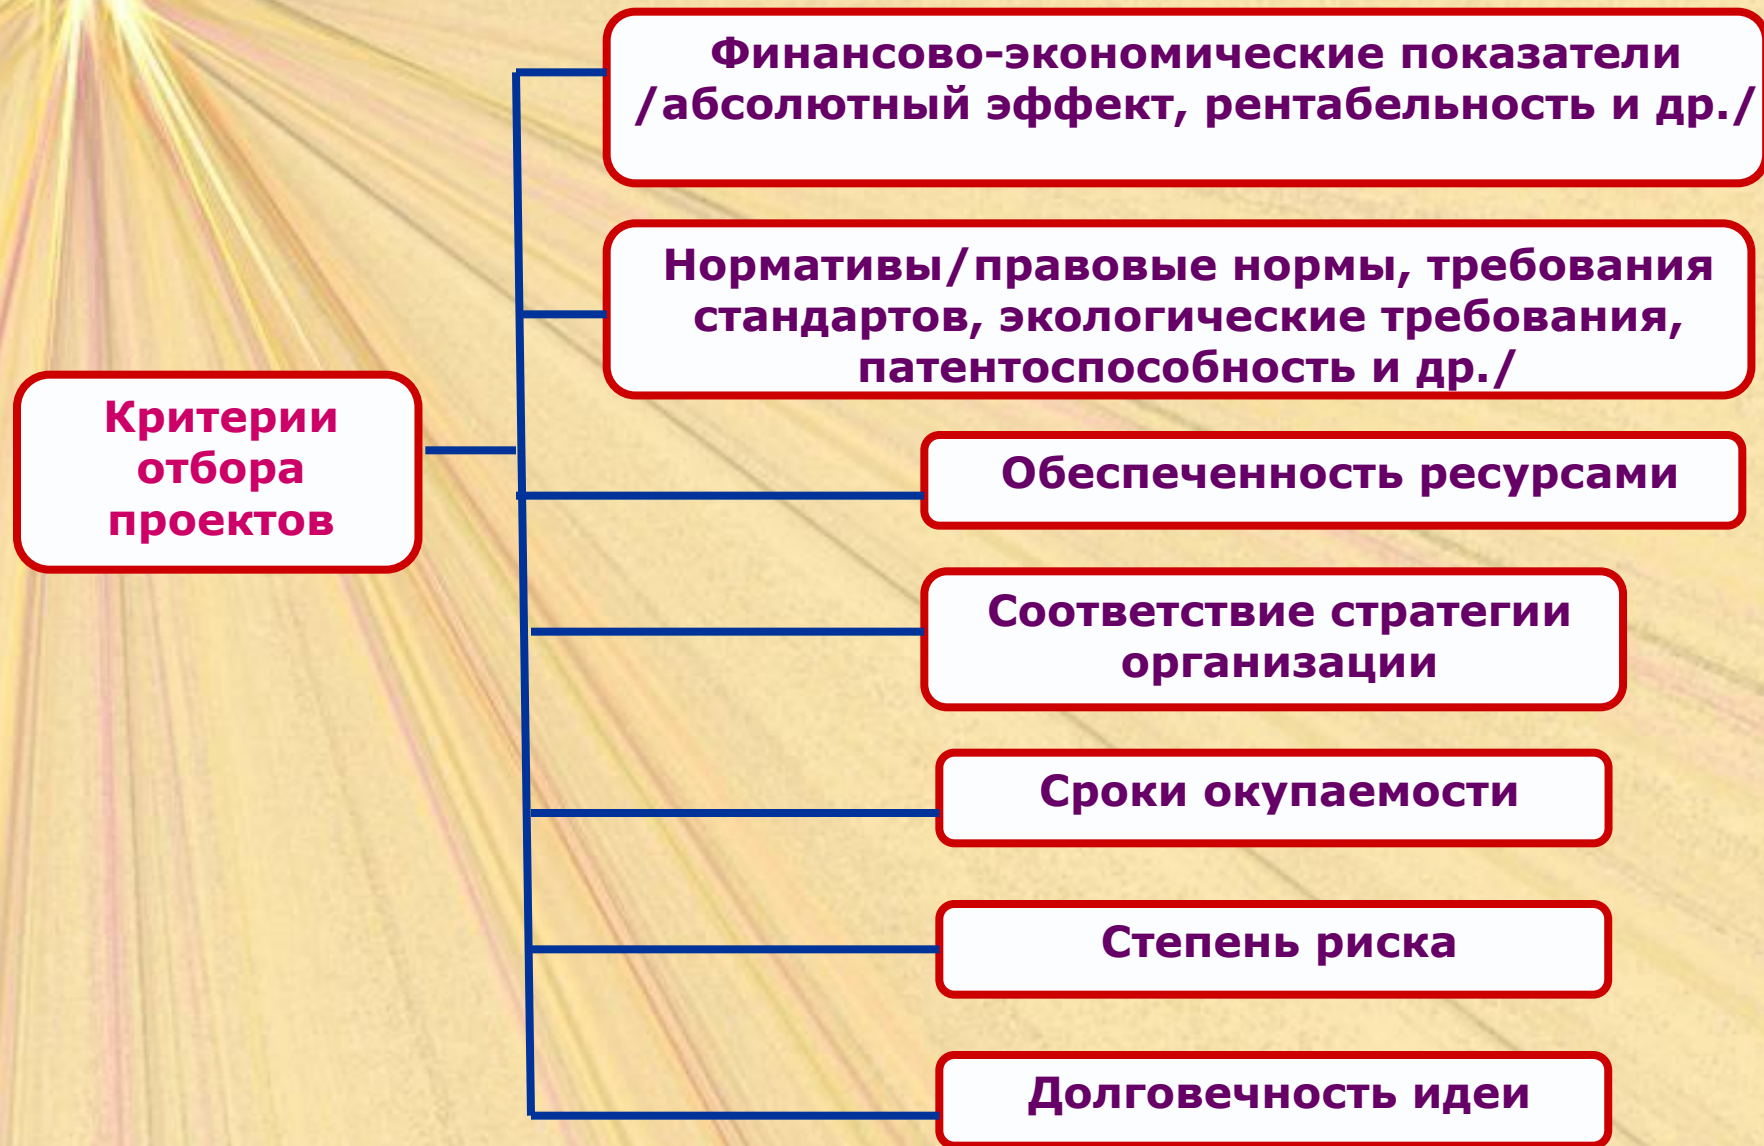 Финансово-экономические показатели
/абсолютный эффект, рентабельность и др./
Нормативы/правовые нормы, требования
стандартов, экологические требования,
патентоспособность и др./
Критерии
отбора
проектов
Обеспеченность ресурсами
Соответствие стратегии
организации
Сроки окупаемости
Степень риска
Долговечность идеи